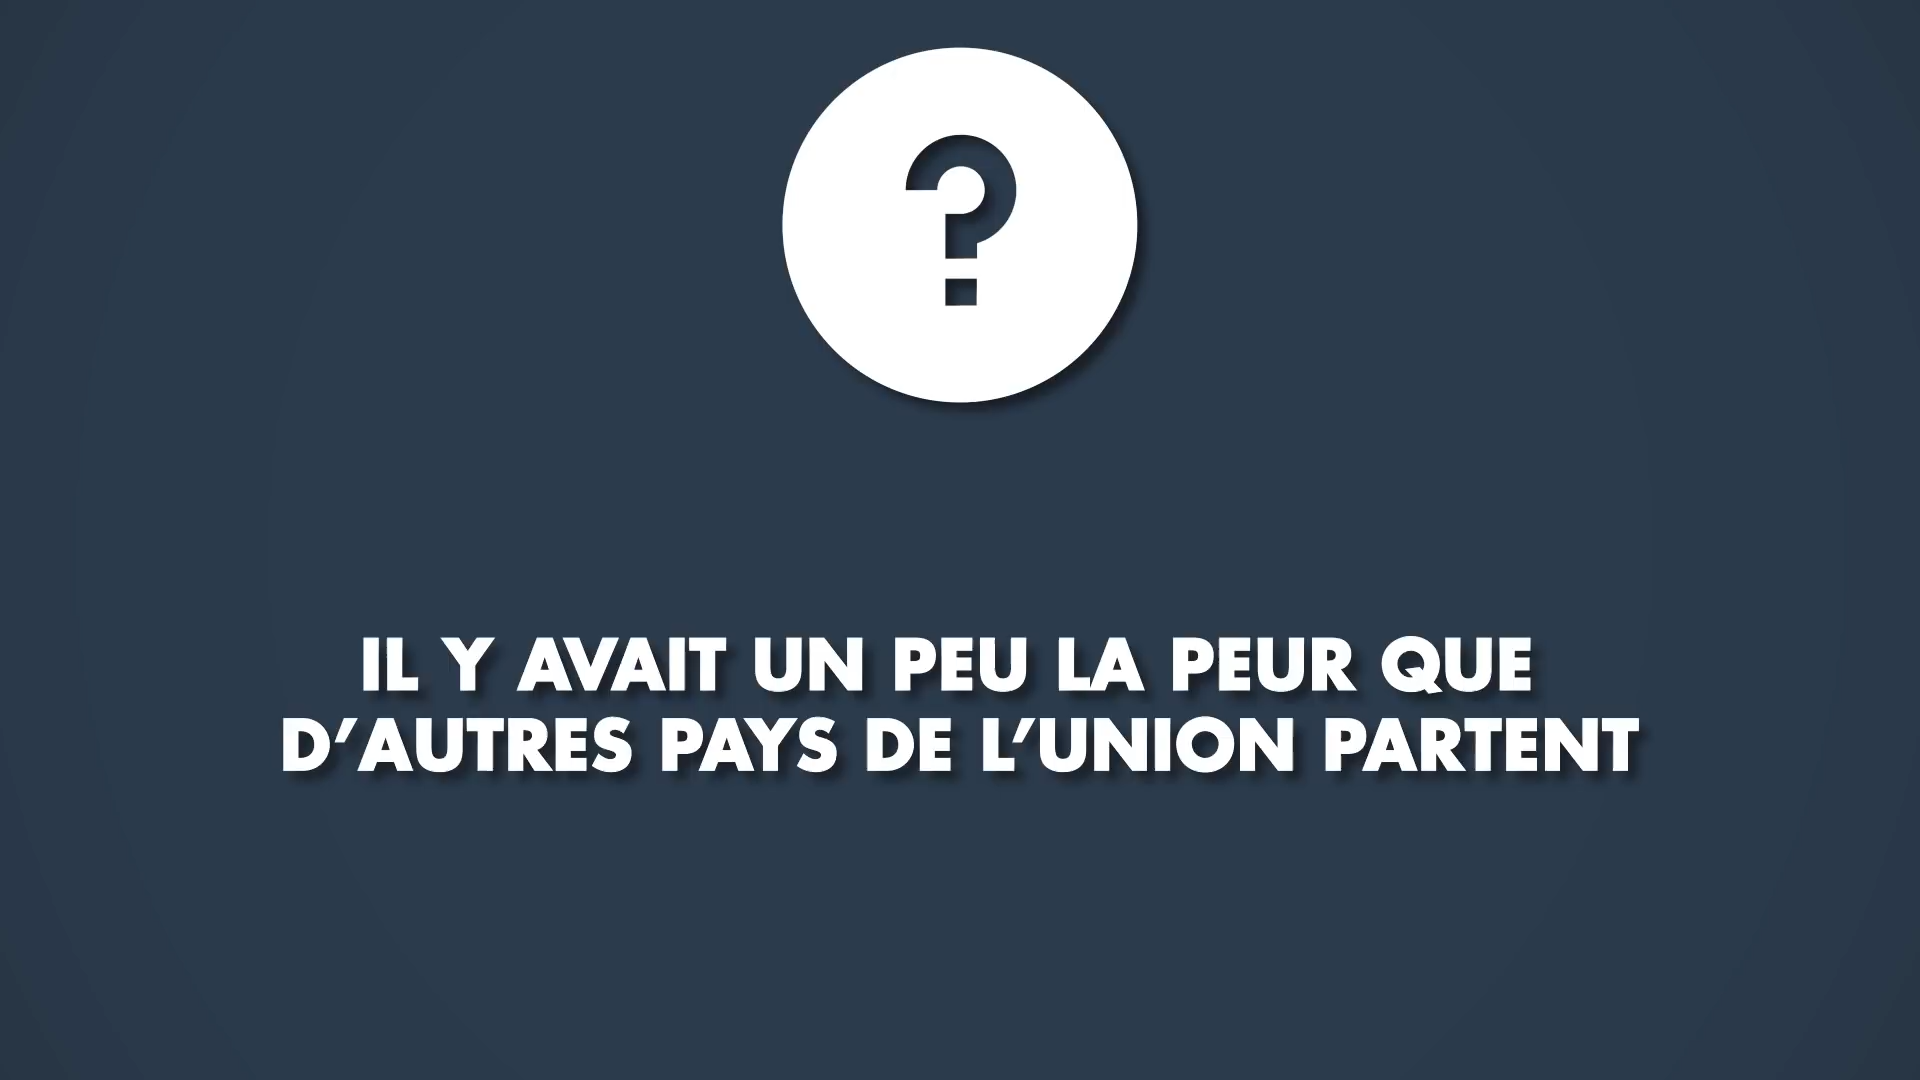 ?
IL Y AVAIT UN PEU LA PEUR QUE
D’AUTRES PAYS DE L’UNION PARTENT